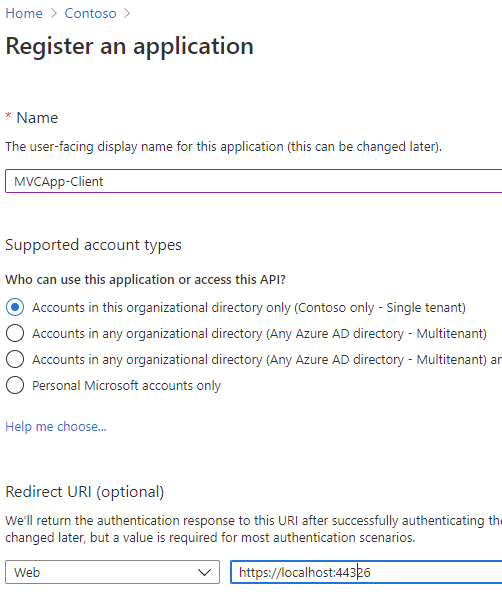 Home > Contoso >
Register an application
* Name
The user-facing display name for this application (this can be changed later).
MVCApp-Client
Supported account types
Who can use this application or access this API?
Accounts in this organizational directory only (Contoso only - Single tenant)
Accounts in any organizational directory (Any Azure AD directory - Multitenant)
Accounts in any organizational directory (Any Azure AD directory - Multitenant) an
Personal Microsoft accounts only
Help me choose...
Redirect URI (optional)
We'll return the authentication response to this URI after successfully authenticating the
changed later, but a value is required for most authentication scenarios.
Web https://localhost:44326